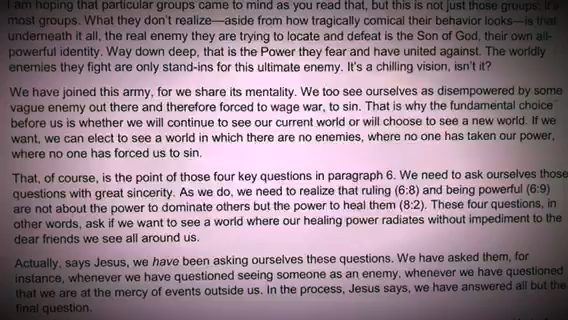 I am hoping that particular groups came to mind as you read that, but this is not just those groups: it's
most groups. What they don't realize—aside from how tragically comical their behavior looks—is that
underneath it all, the real enemy they are trying to locate and defeat is the Son of God, their own all-
powerful identity. Way down deep, that is the Power they fear and have united against. The worldly
enemies they fight are only stand-ins for this ultimate enemy. It's a chilling vision, isn't it?
We have joined this army, for we share its mentality. We too see ourselves as disempowered by some
vague enemy out there and therefore forced to wage war, to sin. That is why the fundamental choice
before us is whether we will continue to see our current world or will choose to see a new world. If we
want, we can elect to see a world in which there are no enemies, where no one has taken our power,
where no one has forced us to sin.
That, of course, is the point of those four key questions in paragraph 6. We need to ask ourselves those
questions with great sincerity. As we do, we need to realize that ruling (6:8) and being powerful (6:9)
are not about the power to dominate others but the power to heal them (8:2). These four questions, in
other words, ask if we want to see a world where our healing power radiates without impediment to the
dear friends we see all around us.
Actually, says Jesus, we have been asking ourselves these questions. We have asked them, for
instance, whenever we have questioned seeing someone as an enemy, whenever we have questioned
that we are at the mercy of events outside us. In the process, Jesus says, we have answered all but the
final question.